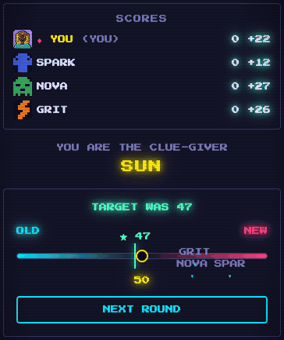 SCORES
YOU (YOU) 0 +22
SPARK 0 +12
NOVA 0 +27
GRIT 0 +26
YOU ARE THE CLUE-GIVER
SUN
TARGET WAS 47
OLD NEW
★ 47
GRIT
NOVA SPAR
50
NEXT ROUND